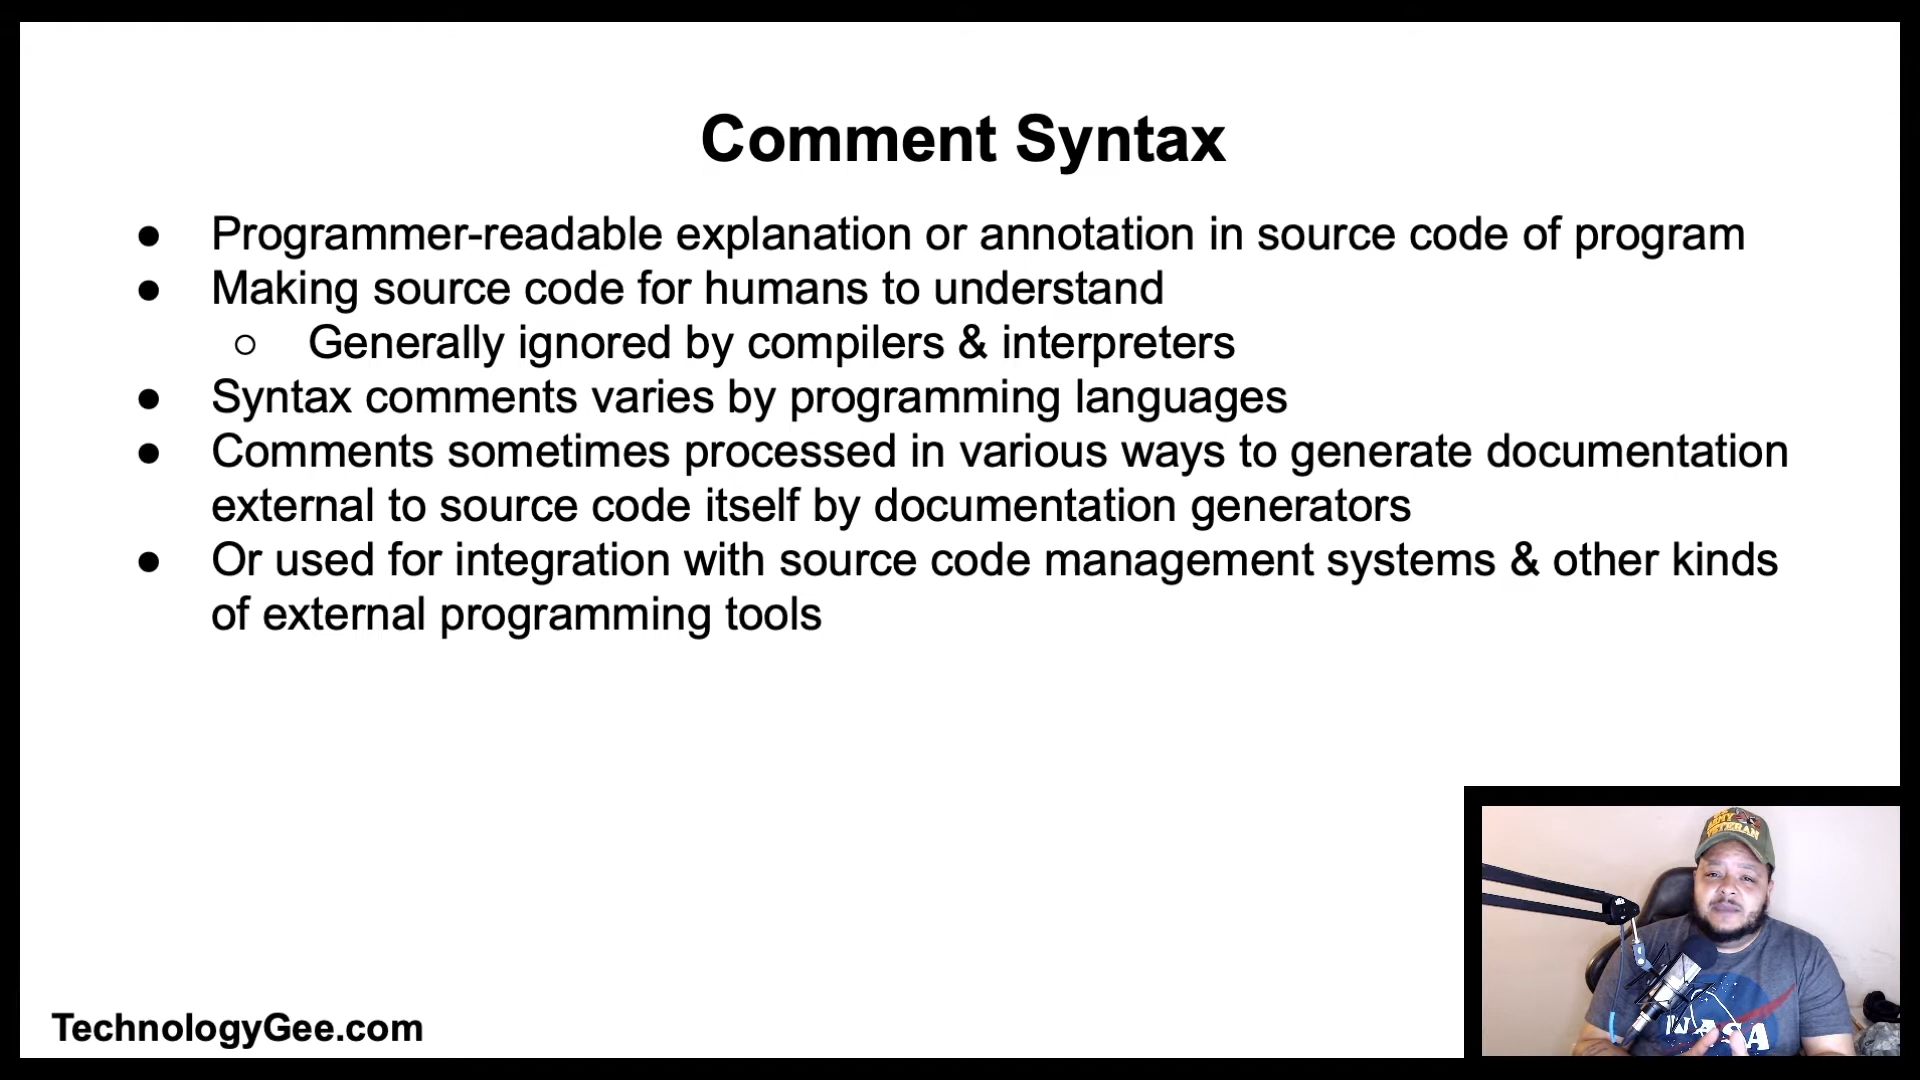 Comment Syntax
● Programmer-readable explanation or annotation in source code of program
● Making source code for humans to understand
○ Generally ignored by compilers & interpreters
● Syntax comments varies by programming languages
● Comments sometimes processed in various ways to generate documentation
external to source code itself by documentation generators
● Or used for integration with source code management systems & other kinds
of external programming tools
ARMY
VETERAN
NASA
TechnologyGee.com